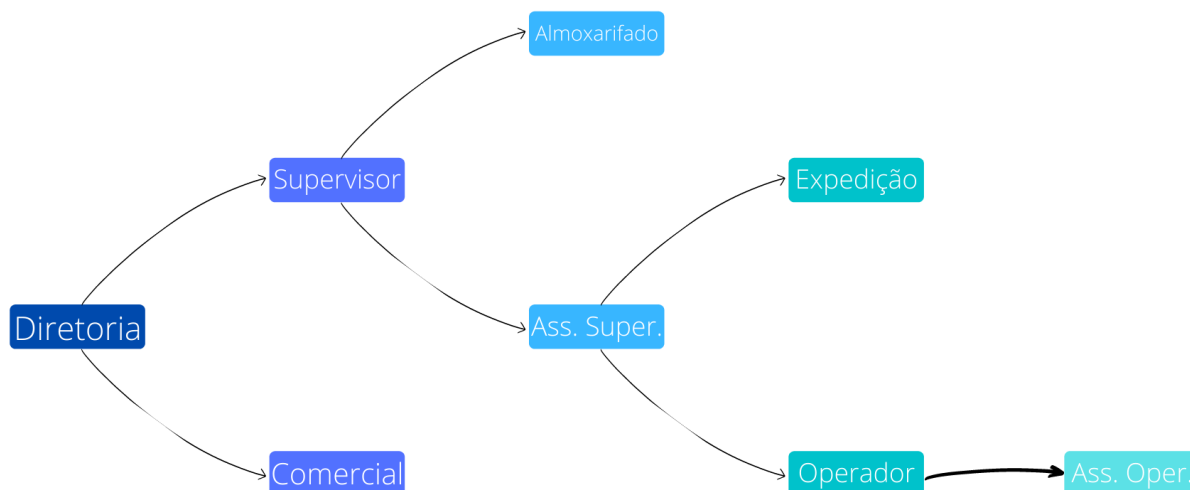 Almoxarifado
Supervisor
Expedição
Diretoria
Ass. Super.
Comercial
Operador
Ass. Oper.